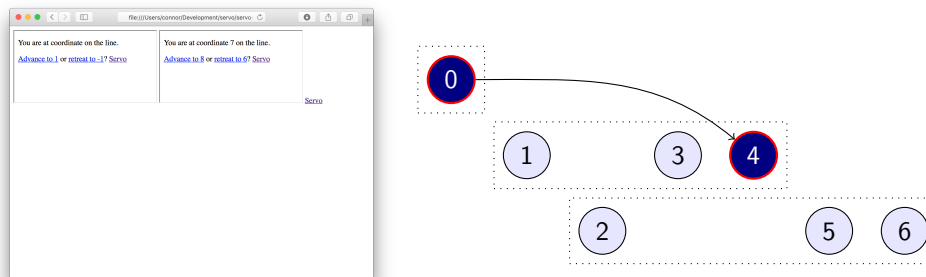 file:///Users/connor/Development/servo/servo
You are at coordinate on the line.
Advance to 1 or retreat to -1? Servo
You are at coordinate 7 on the line.
Advance to 8 or retreat to 6? Servo
Servo
0
1 3 4
2 5 6